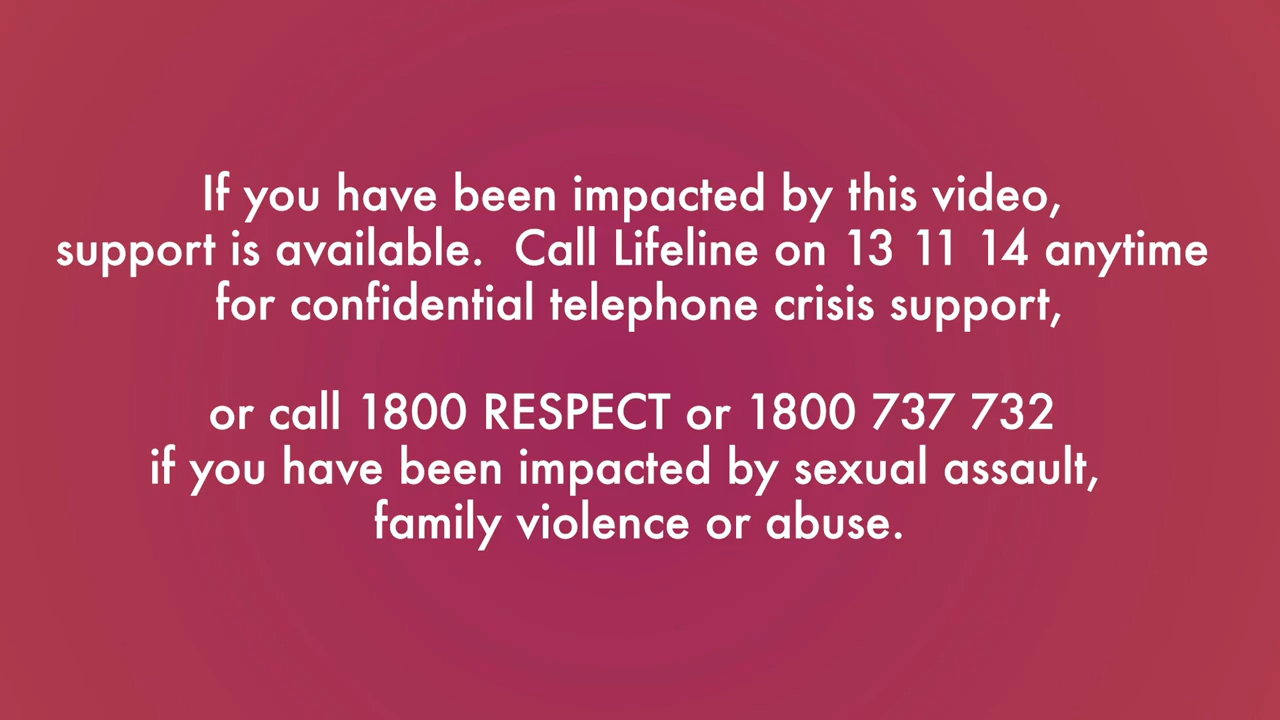 If you have been impacted by this video,
support is available.  Call Lifeline on 13 11 14 anytime
for confidential telephone crisis support,
or call 1800 RESPECT or 1800 737 732
if you have been impacted by sexual assault,
family violence or abuse.